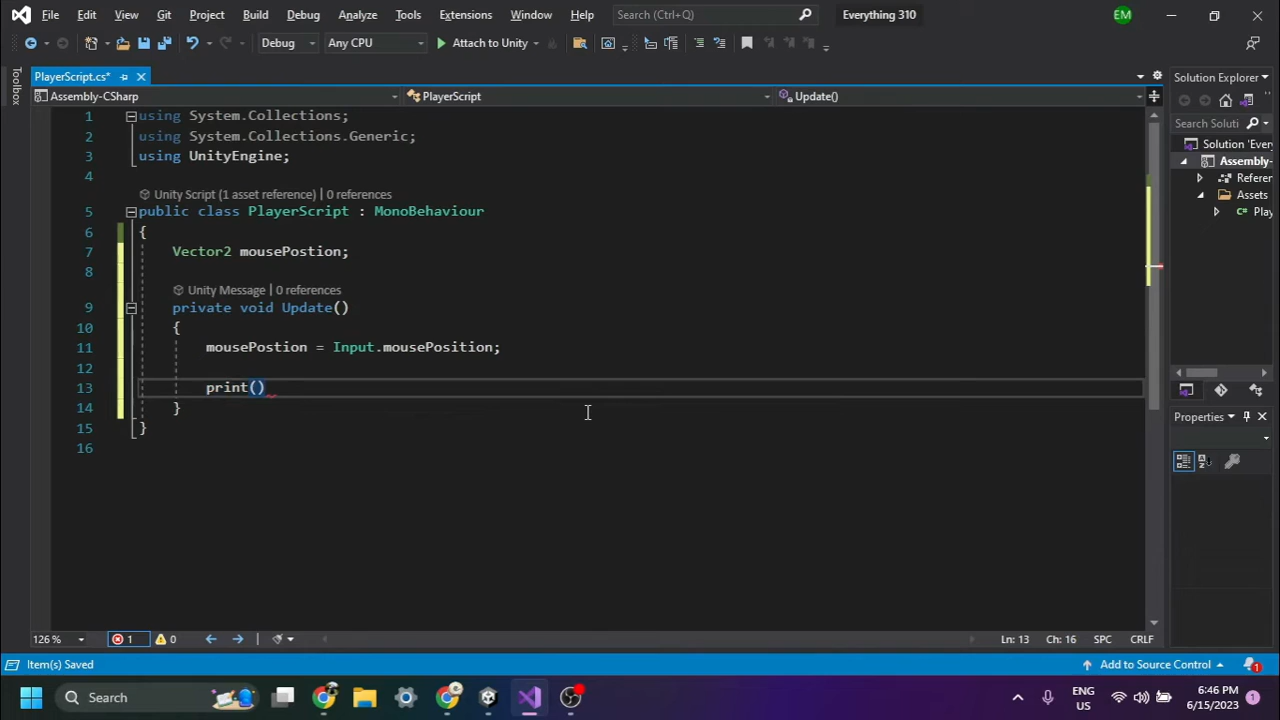 File Edit View Git Project Build Debug Analyze Tools Extensions Window Help Search (Ctrl+Q) Everything 310 EM
Debug Any CPU Attach to Unity
Toolbox
PlayerScript.cs*
Solution Explorer
Assembly-CSharp PlayerScript Update()
Search Soluti
Solution 'Every
Assembly-
Referen
Assets
Play
1 using System.Collections;
2 using System.Collections.Generic;
3 using UnityEngine;
4
Unity Script (1 asset reference) | 0 references
5 public class PlayerScript : MonoBehaviour
6 {
7 Vector2 mousePostion;
8
Unity Message | 0 references
9 private void Update()
10 {
11 mousePostion = Input.mousePosition;
12
13 print()
14 }
15 }
16
Properties
126 % 1 0 Ln: 13 Ch: 16 SPC CRLF
Item(s) Saved Add to Source Control 1
Search ENG US 6:46 PM 6/15/2023 1